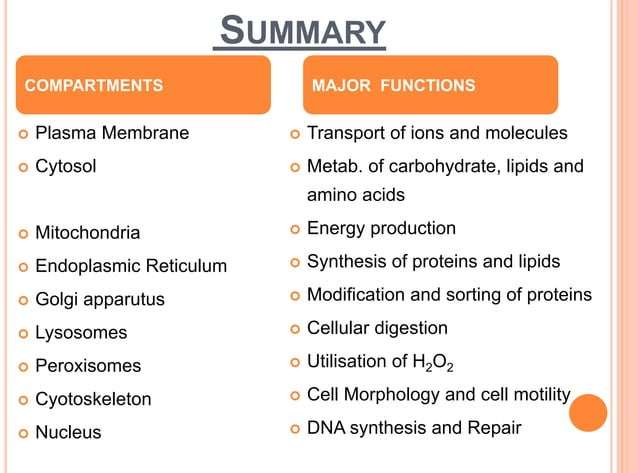 SUMMARY
COMPARTMENTS
MAJOR FUNCTIONS
Plasma Membrane
Cytosol
Mitochondria
Endoplasmic Reticulum
Golgi apparutus
Lysosomes
Peroxisomes
Cyotoskeleton
Nucleus
Transport of ions and molecules
Metab. of carbohydrate, lipids and
amino acids
Energy production
Synthesis of proteins and lipids
Modification and sorting of proteins
Cellular digestion
Utilisation of H₂O₂
Cell Morphology and cell motility
DNA synthesis and Repair